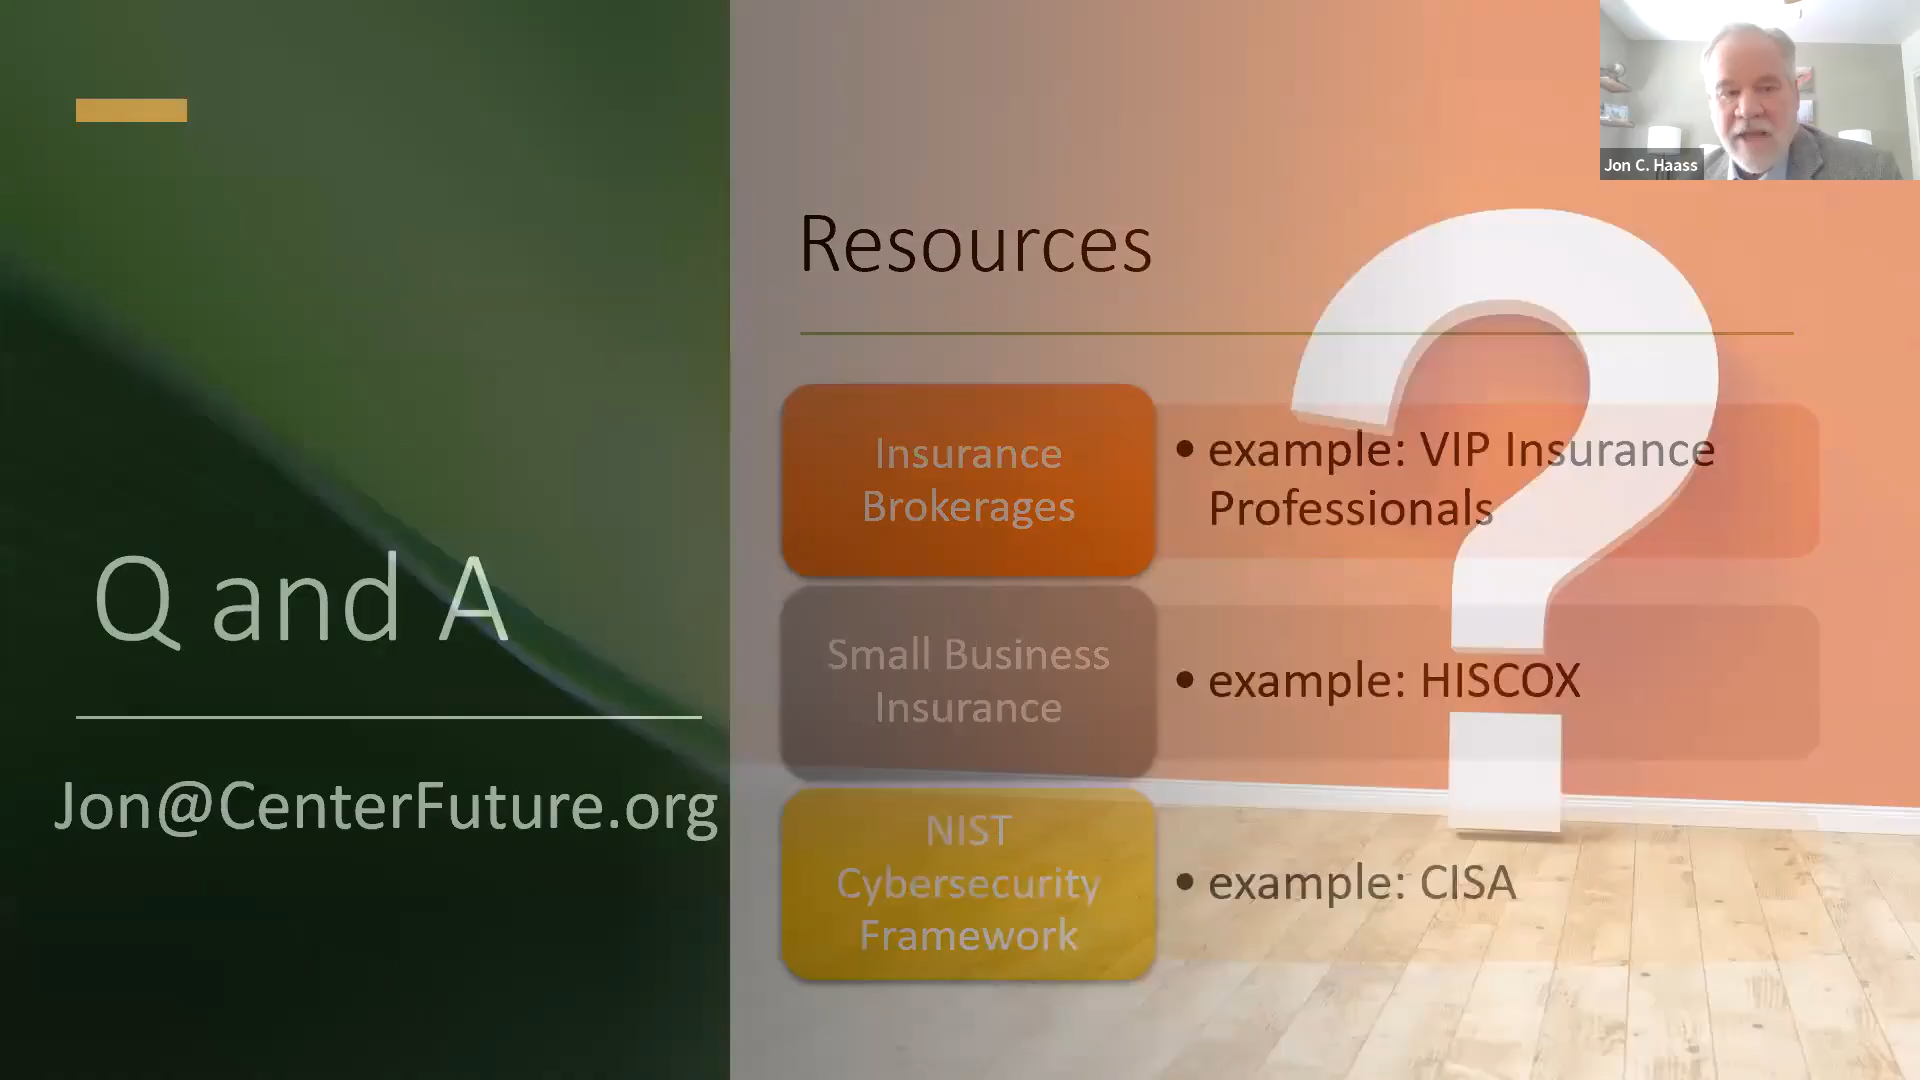 Jon C. Haass
Resources
Insurance
Brokerages
• example: VIP Insurance
Professionals
Small Business
Insurance
• example: HISCOX
NIST
Cybersecurity
Framework
• example: CISA
Q and A
Jon@CenterFuture.org